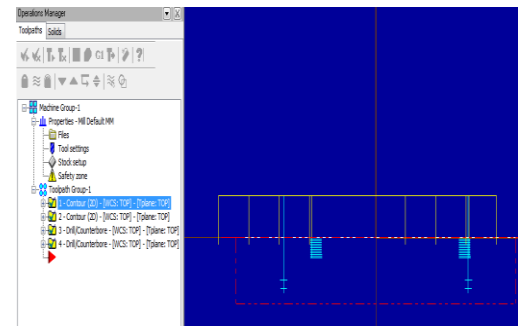 Operations Manager
Toolpaths Solids
G1
Machine Group-1
Properties - Mill Default MM
Files
Tool settings
Stock setup
Safety zone
Toolpath Group-1
1 - Contour (2D) - [WCS: TOP] - [Tplane: TOP]
2 - Contour (2D) - [WCS: TOP] - [Tplane: TOP]
3 - Drill/Counterbore - [WCS: TOP] - [Tplane: TOP]
4 - Drill/Counterbore - [WCS: TOP] - [Tplane: TOP]